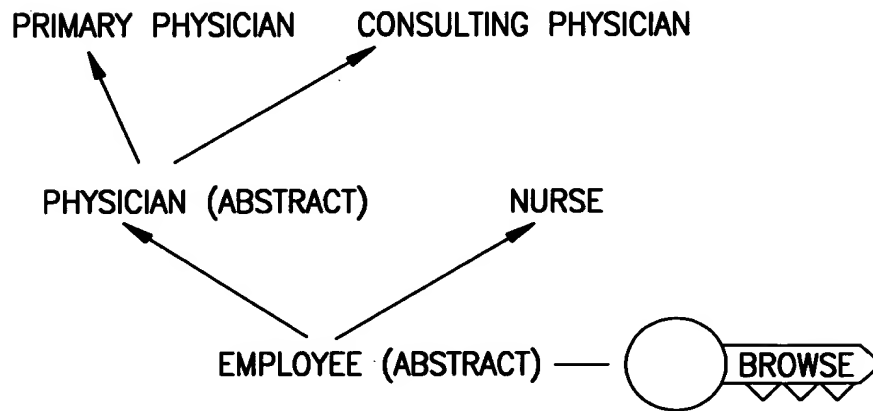 PRIMARY PHYSICIAN CONSULTING PHYSICIAN
PHYSICIAN (ABSTRACT) NURSE
EMPLOYEE (ABSTRACT) BROWSE